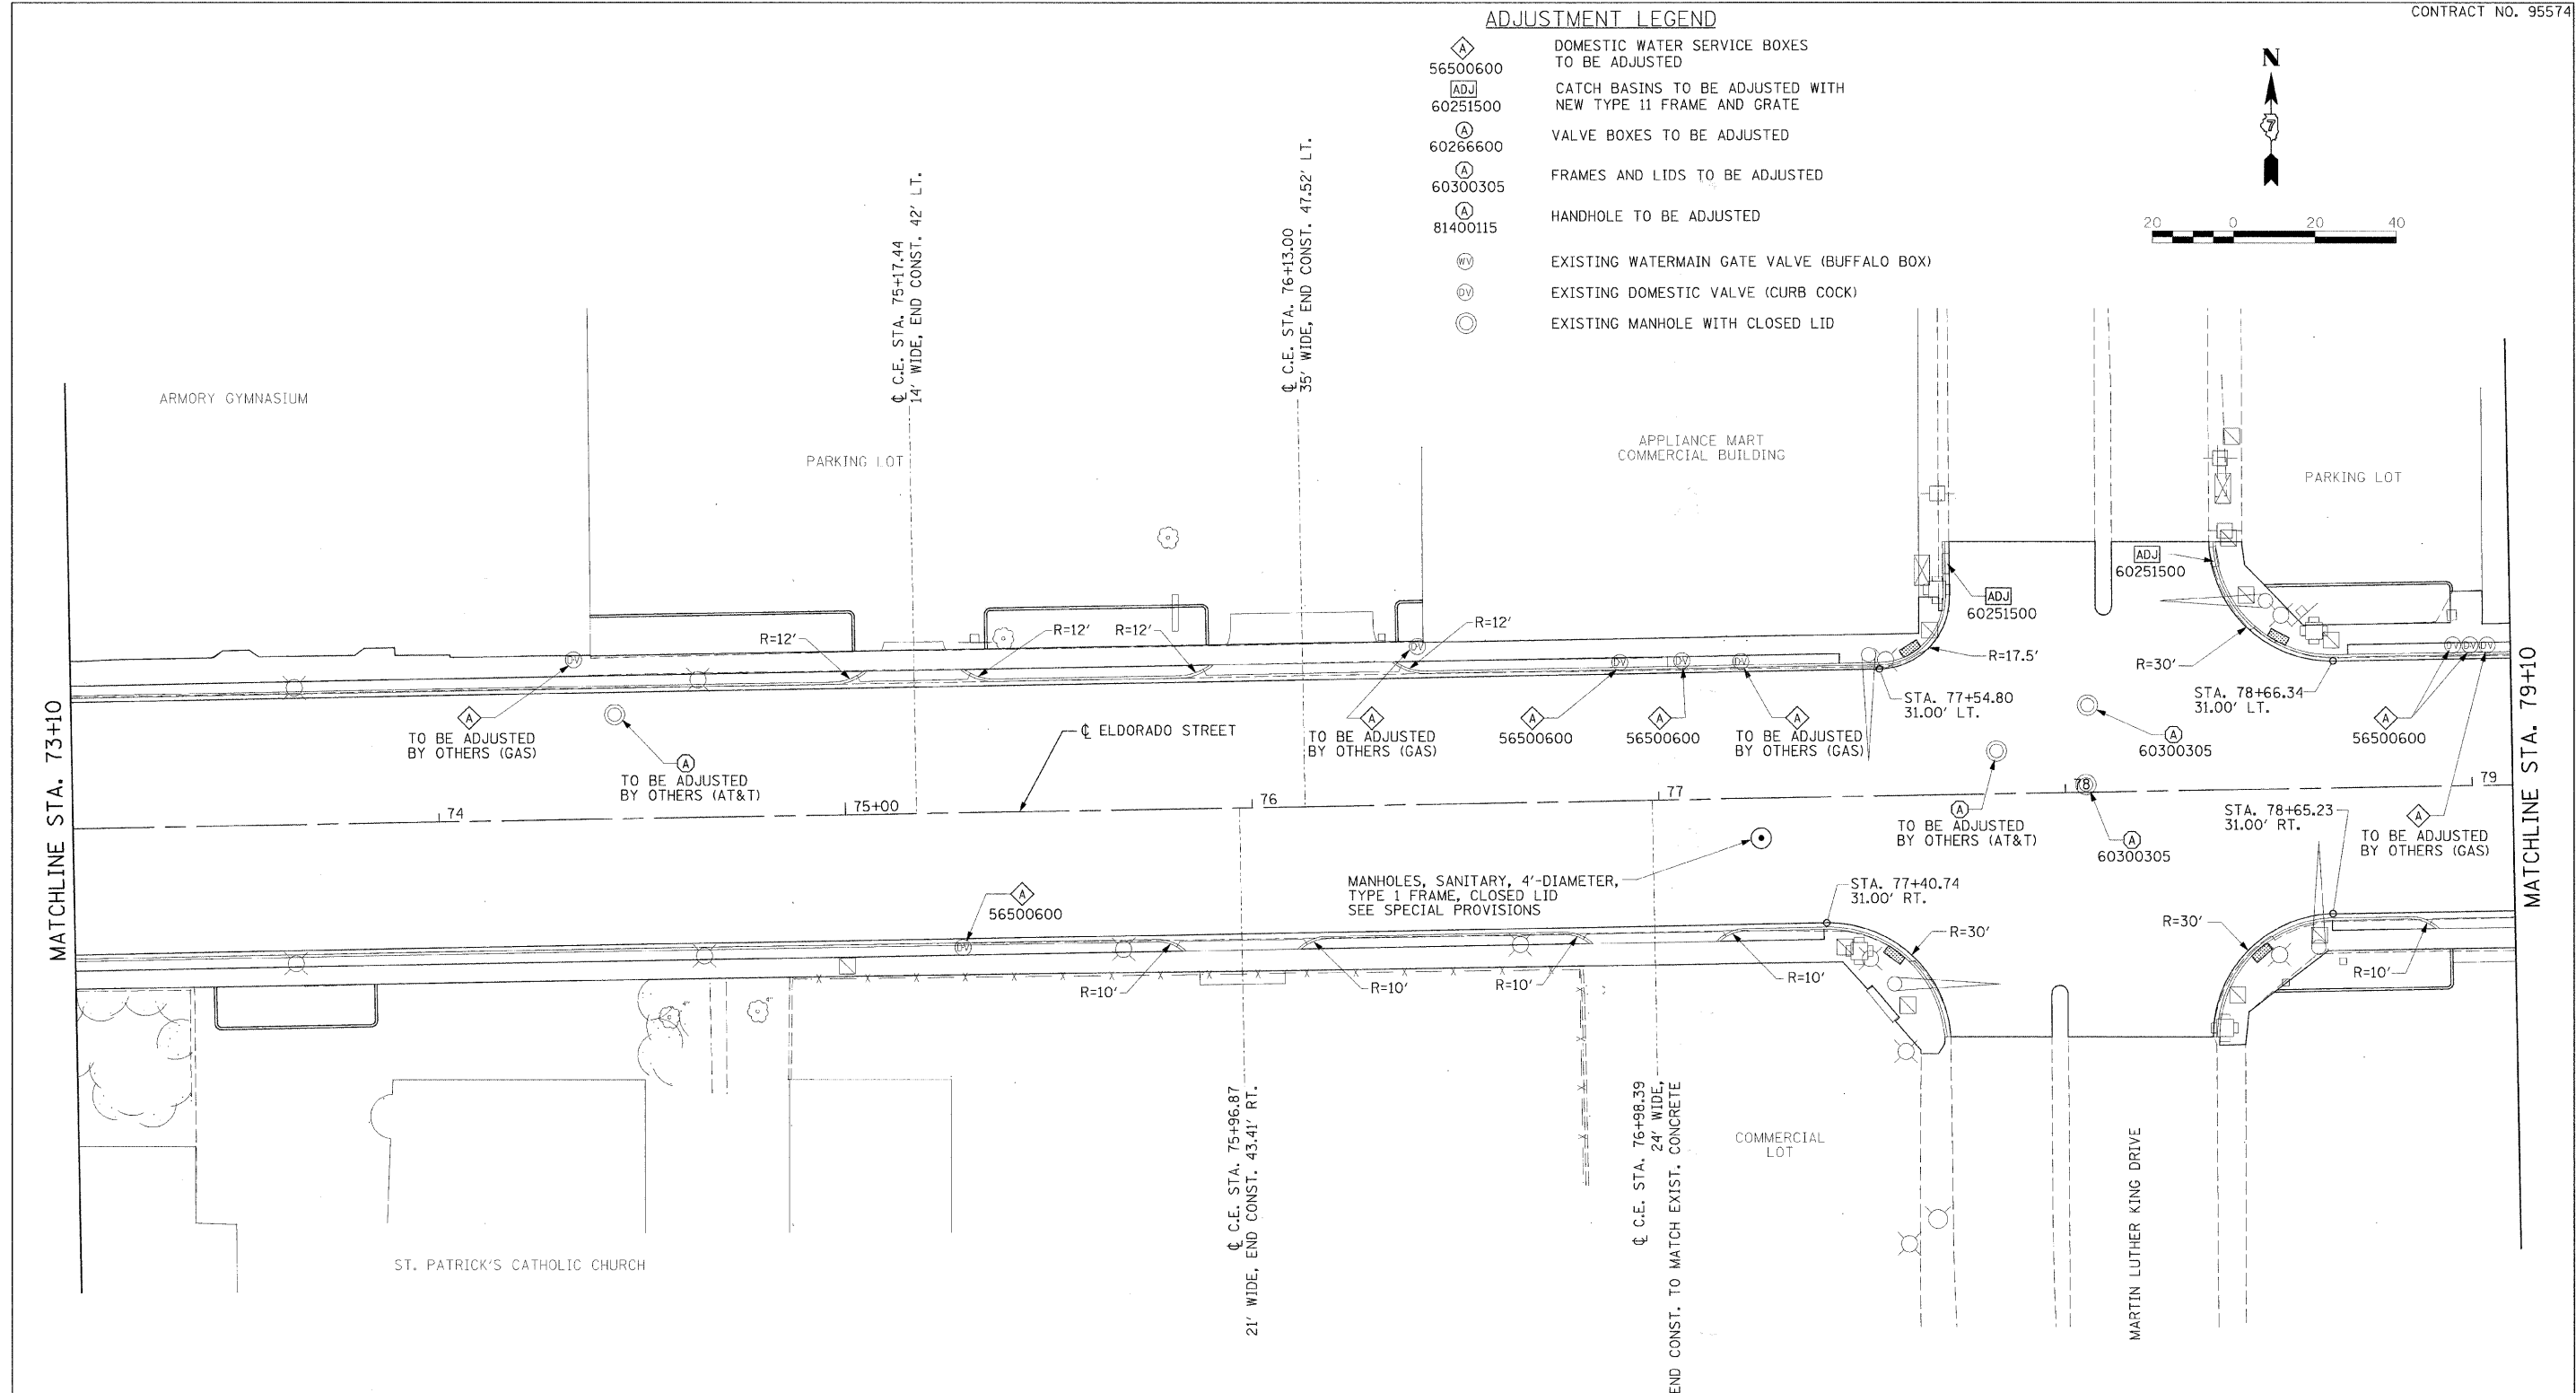 CONTRACT NO. 95574
ADJUSTMENT LEGEND
A
56500600
DOMESTIC WATER SERVICE BOXES
TO BE ADJUSTED
ADJ
60251500
CATCH BASINS TO BE ADJUSTED WITH
NEW TYPE 11 FRAME AND GRATE
A
60266600
VALVE BOXES TO BE ADJUSTED
A
60300305
FRAMES AND LIDS TO BE ADJUSTED
A
81400115
HANDHOLE TO BE ADJUSTED
WV
EXISTING WATERMAIN GATE VALVE (BUFFALO BOX)
DV
EXISTING DOMESTIC VALVE (CURB COCK)
EXISTING MANHOLE WITH CLOSED LID
N
7
20 0 20 40
℄ C.E. STA. 75+17.44
14' WIDE, END CONST. 42' LT.
℄ C.E. STA. 76+13.00
35' WIDE, END CONST. 47.52' LT.
ARMORY GYMNASIUM
PARKING LOT
APPLIANCE MART
COMMERCIAL BUILDING
PARKING LOT
ADJ
60251500
ADJ
60251500
R=12'
R=12'
R=12'
R=12'
R=17.5'
R=30'
DV
DV
DV
DV
DV
DV
DV
DV
MATCHLINE STA. 73+10
MATCHLINE STA. 79+10
A
TO BE ADJUSTED
BY OTHERS (GAS)
A
TO BE ADJUSTED
BY OTHERS (AT&T)
℄ ELDORADO STREET
A
TO BE ADJUSTED
BY OTHERS (GAS)
A
56500600
A
56500600
A
TO BE ADJUSTED
BY OTHERS (GAS)
STA. 77+54.80
31.00' LT.
STA. 78+66.34
31.00' LT.
A
60300305
A
56500600
74
75+00
76
77
78
79
A
TO BE ADJUSTED
BY OTHERS (AT&T)
A
60300305
STA. 78+65.23
31.00' RT.
A
TO BE ADJUSTED
BY OTHERS (GAS)
MANHOLES, SANITARY, 4'-DIAMETER,
TYPE 1 FRAME, CLOSED LID
SEE SPECIAL PROVISIONS
STA. 77+40.74
31.00' RT.
A
56500600
DV
R=30'
R=30'
R=10'
R=10'
R=10'
R=10'
R=10'
4"
4"
℄ C.E. STA. 75+96.87
21' WIDE, END CONST. 43.41' RT.
℄ C.E. STA. 76+98.39
24' WIDE,
END CONST. TO MATCH EXIST. CONCRETE
COMMERCIAL
LOT
MARTIN LUTHER KING DRIVE
ST. PATRICK'S CATHOLIC CHURCH